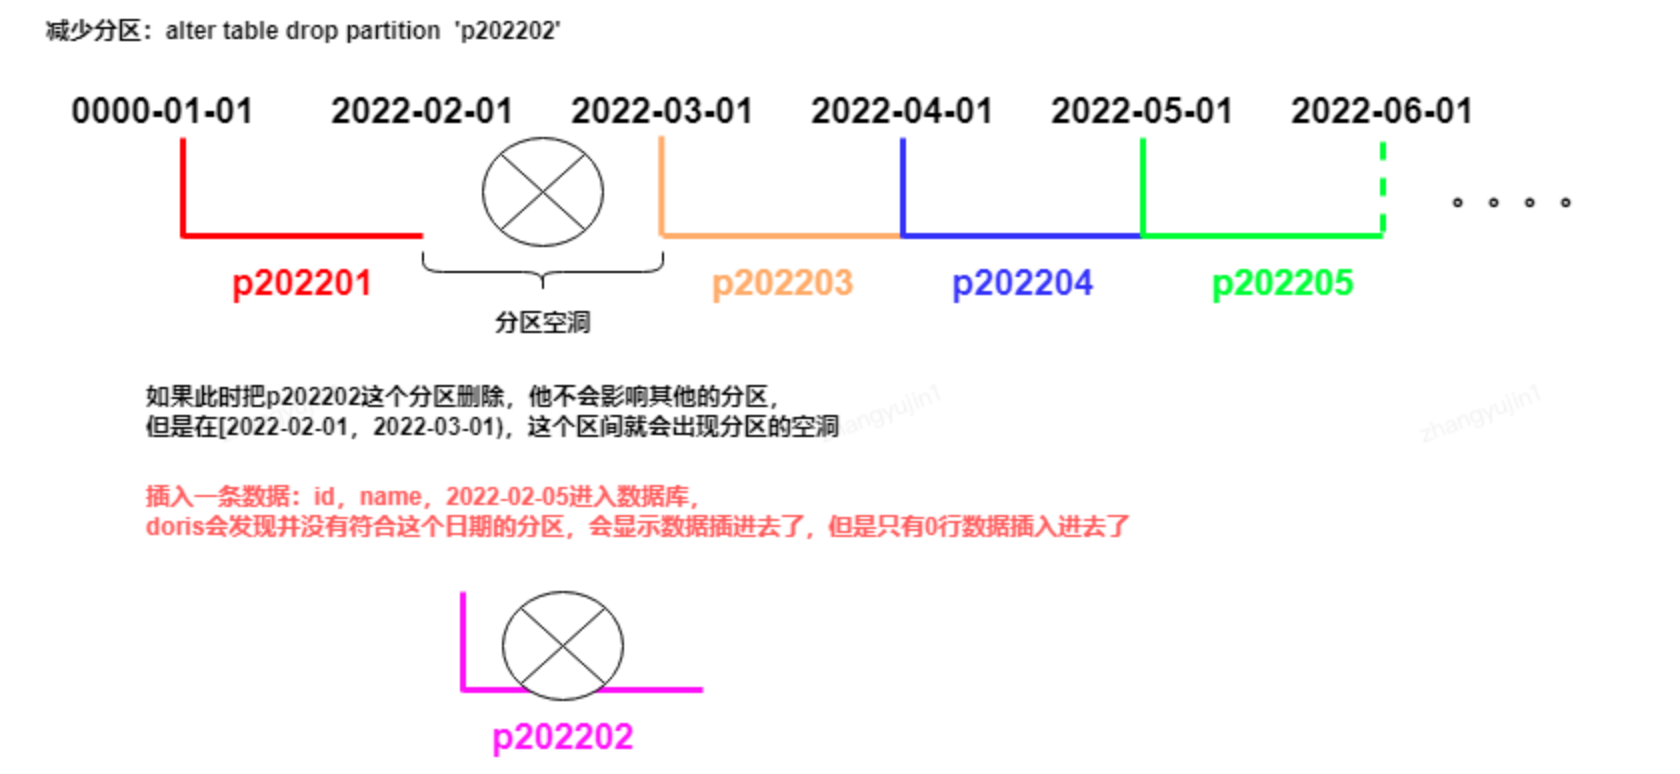 减少分区：alter table drop partition 'p202202'
0000-01-01 2022-02-01 2022-03-01 2022-04-01 2022-05-01 2022-06-01
p202201 p202203 p202204 p202205
分区空洞
如果此时把p202202这个分区删除，他不会影响其他的分区，
但是在[2022-02-01，2022-03-01)，这个区间就会出现分区的空洞
zhangyujin1
zhangyujin1
插入一条数据：id，name，2022-02-05进入数据库，
doris会发现并没有符合这个日期的分区，会显示数据插进去了，但是只有0行数据插入进去了
p202202